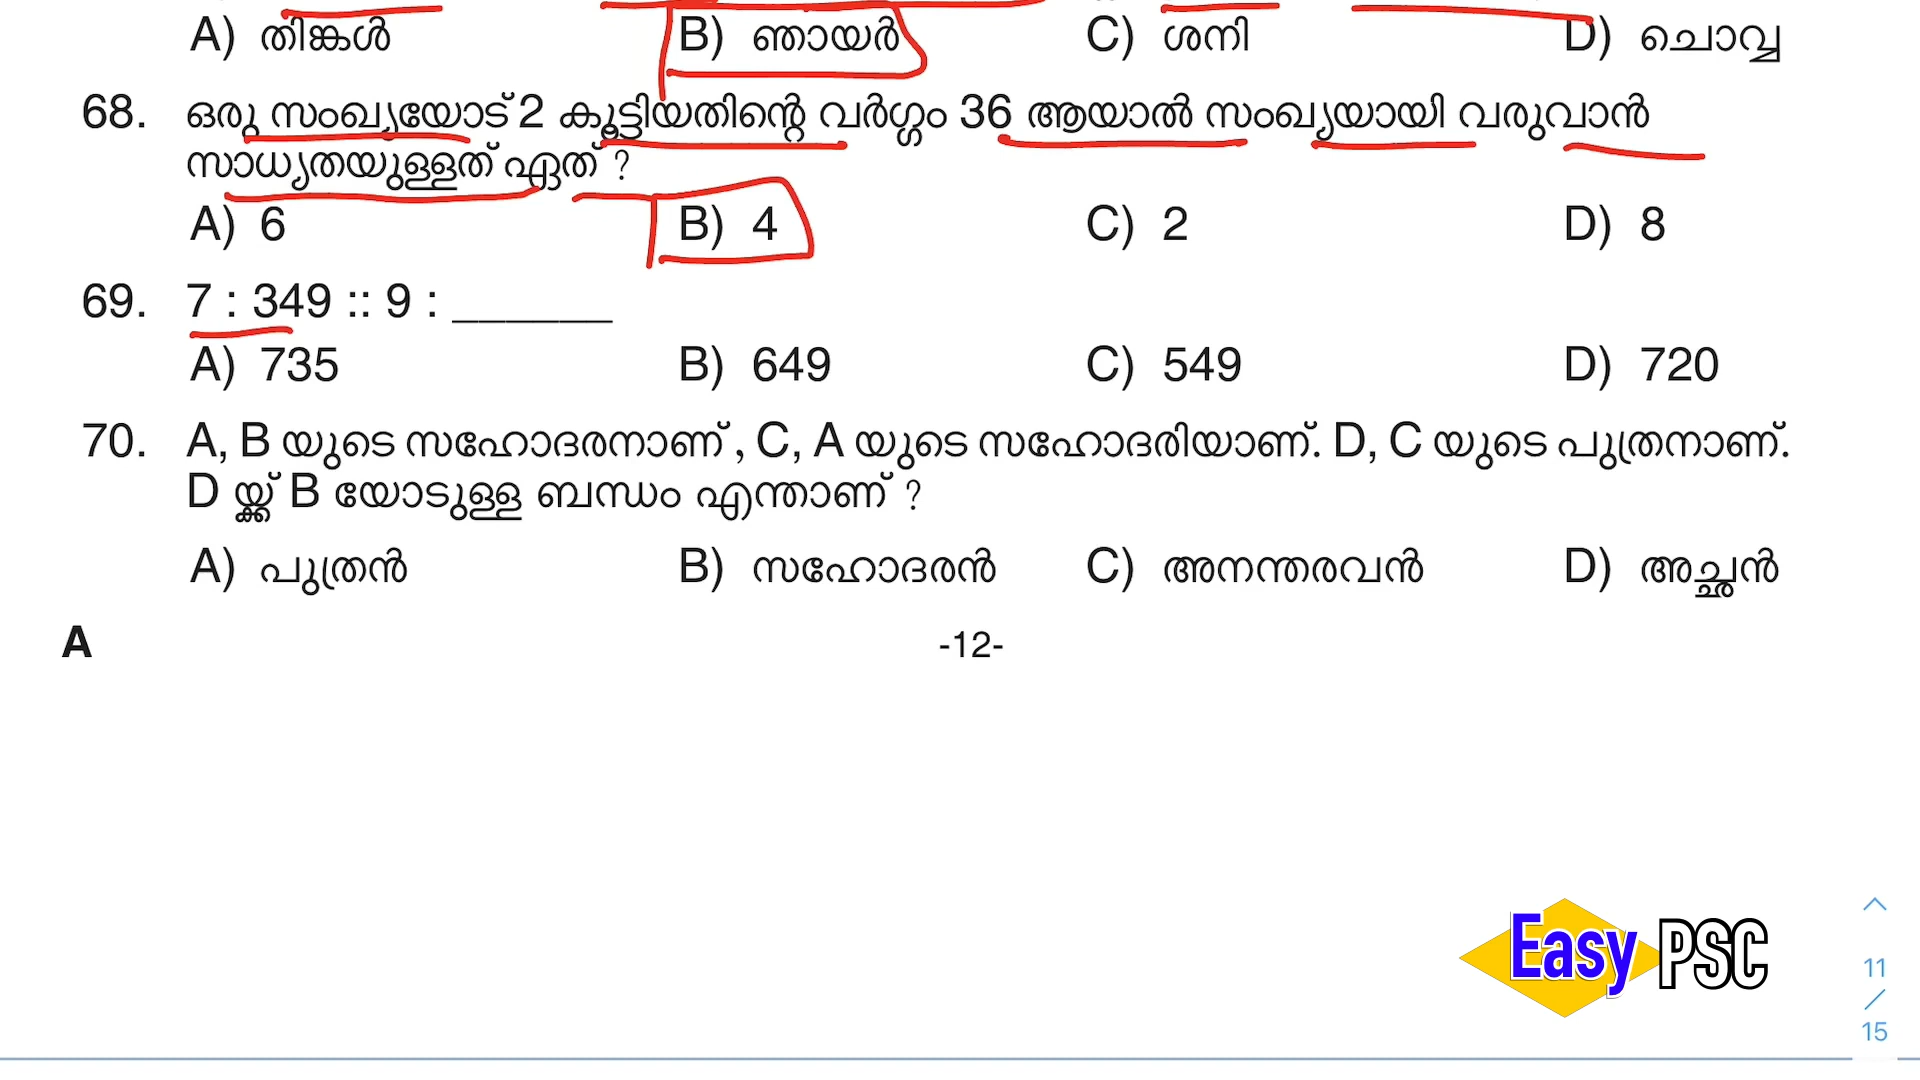 A) തിങ്കൾ B) ഞായർ C) ശനി D) ചൊവ്വ
68. ഒരു സംഖ്യയോട് 2 കൂട്ടിയതിന്റെ വർഗ്ഗം 36 ആയാൽ സംഖ്യയായി വരുവാൻ
സാധ്യതയുള്ളത് ഏത് ?
A) 6 B) 4 C) 2 D) 8
69. 7 : 349 :: 9 : ______
A) 735 B) 649 C) 549 D) 720
70. A, B യുടെ സഹോദരനാണ് , C, A യുടെ സഹോദരിയാണ്. D, C യുടെ പുത്രനാണ്.
D യ്ക്ക് B യോടുള്ള ബന്ധം എന്താണ് ?
A) പുത്രൻ B) സഹോദരൻ C) അനന്തരവൻ D) അച്ഛൻ
A -12-
Easy PSC
11
/
15